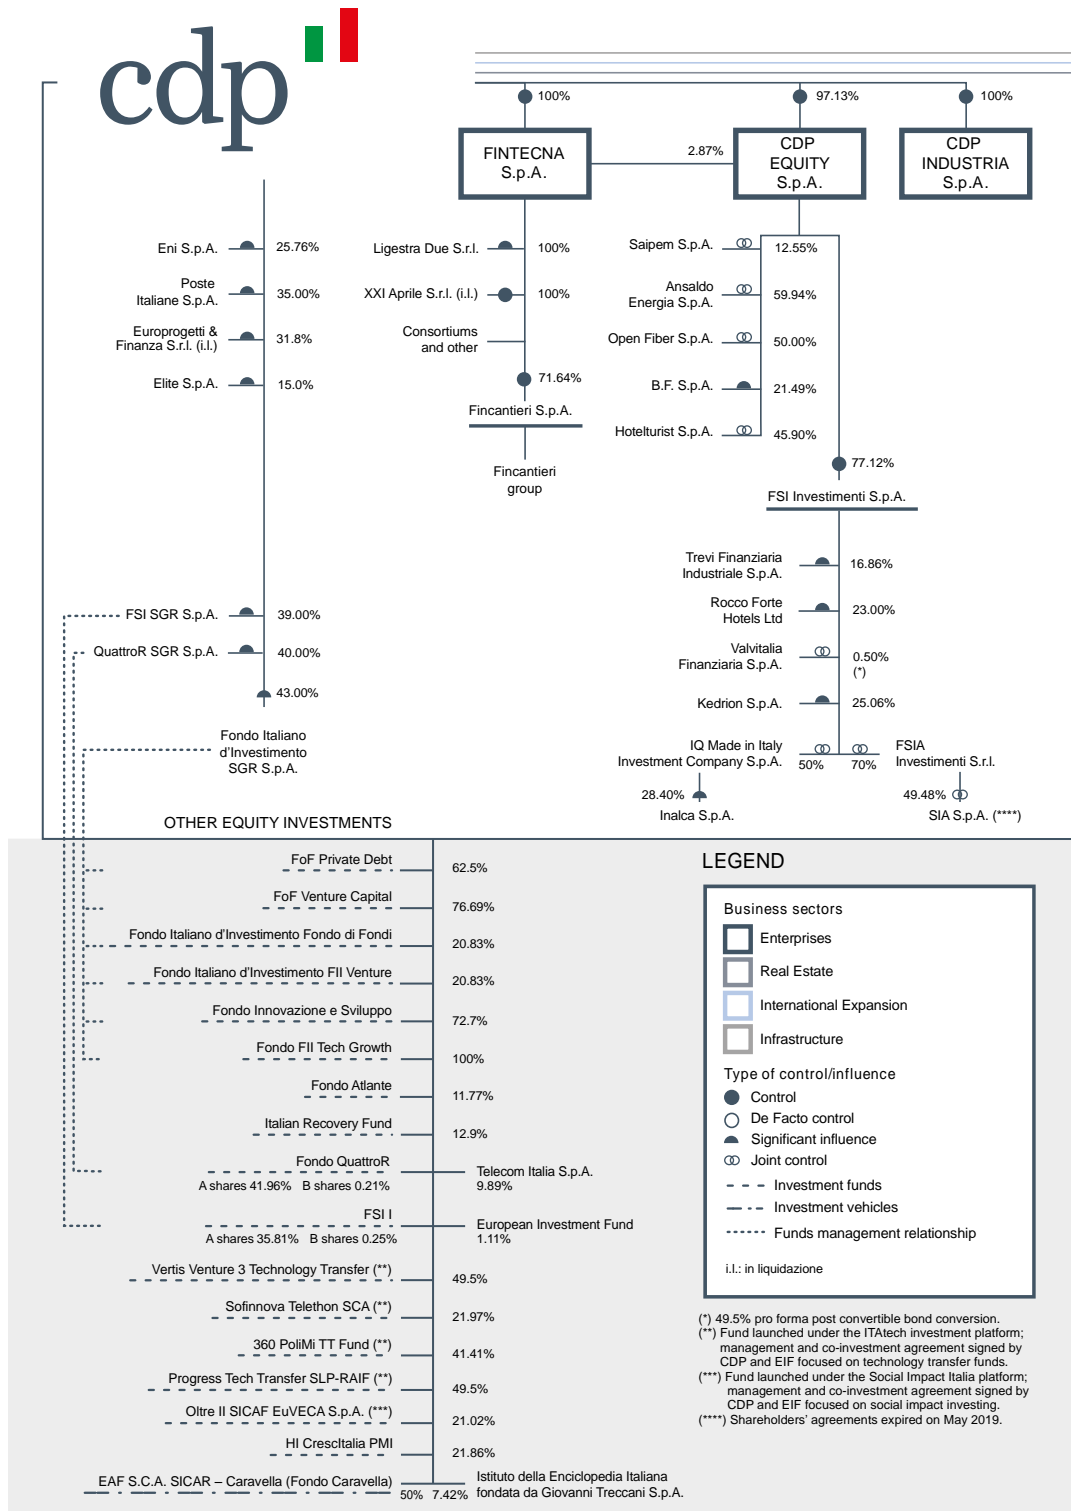 cdp
100%
97.13%
100%
FINTECNA
S.p.A.
2.87%
CDP
EQUITY
S.p.A.
CDP
INDUSTRIA
S.p.A.
Eni S.p.A.
25.76%
Poste
Italiane S.p.A.
35.00%
Europrogetti &
Finanza S.r.l. (i.l.)
31.8%
Elite S.p.A.
15.0%
FSI SGR S.p.A.
39.00%
QuattroR SGR S.p.A.
40.00%
43.00%
Fondo Italiano
d’Investimento
SGR S.p.A.
Ligestra Due S.r.l.
100%
XXI Aprile S.r.l. (i.l.)
100%
Consortiums
and other
71.64%
Fincantieri S.p.A.
Fincantieri
group
Saipem S.p.A.
12.55%
Ansaldo
Energia S.p.A.
59.94%
Open Fiber S.p.A.
50.00%
B.F. S.p.A.
21.49%
Hotelturist S.p.A.
45.90%
77.12%
FSI Investimenti S.p.A.
Trevi Finanziaria
Industriale S.p.A.
16.86%
Rocco Forte
Hotels Ltd
23.00%
Valvitalia
Finanziaria S.p.A.
0.50%
(*)
Kedrion S.p.A.
25.06%
IQ Made in Italy
Investment Company S.p.A.
50%
70%
FSIA
Investimenti S.r.l.
28.40%
Inalca S.p.A.
49.48%
SIA S.p.A. (****)
OTHER EQUITY INVESTMENTS
FoF Private Debt
62.5%
FoF Venture Capital
76.69%
Fondo Italiano d’Investimento Fondo di Fondi
20.83%
Fondo Italiano d’Investimento FII Venture
20.83%
Fondo Innovazione e Sviluppo
72.7%
Fondo FII Tech Growth
100%
Fondo Atlante
11.77%
Italian Recovery Fund
12.9%
Fondo QuattroR
A shares 41.96% B shares 0.21%
Telecom Italia S.p.A.
9.89%
FSI I
A shares 35.81% B shares 0.25%
European Investment Fund
1.11%
Vertis Venture 3 Technology Transfer (**)
49.5%
Sofinnova Telethon SCA (**)
21.97%
360 PoliMi TT Fund (**)
41.41%
Progress Tech Transfer SLP-RAIF (**)
49.5%
Oltre II SICAF EuVECA S.p.A. (***)
21.02%
HI CrescItalia PMI
21.86%
EAF S.C.A. SICAR – Caravella (Fondo Caravella)
50%
7.42%
Istituto della Enciclopedia Italiana
fondata da Giovanni Treccani S.p.A.
LEGEND
Business sectors
Enterprises
Real Estate
International Expansion
Infrastructure
Type of control/influence
Control
De Facto control
Significant influence
Joint control
Investment funds
Investment vehicles
Funds management relationship
i.l.: in liquidazione
(*) 49.5% pro forma post convertible bond conversion.
(**) Fund launched under the ITAtech investment platform;
management and co-investment agreement signed by
CDP and EIF focused on technology transfer funds.
(***) Fund launched under the Social Impact Italia platform;
management and co-investment agreement signed by
CDP and EIF focused on social impact investing.
(****) Shareholders’ agreements expired on May 2019.